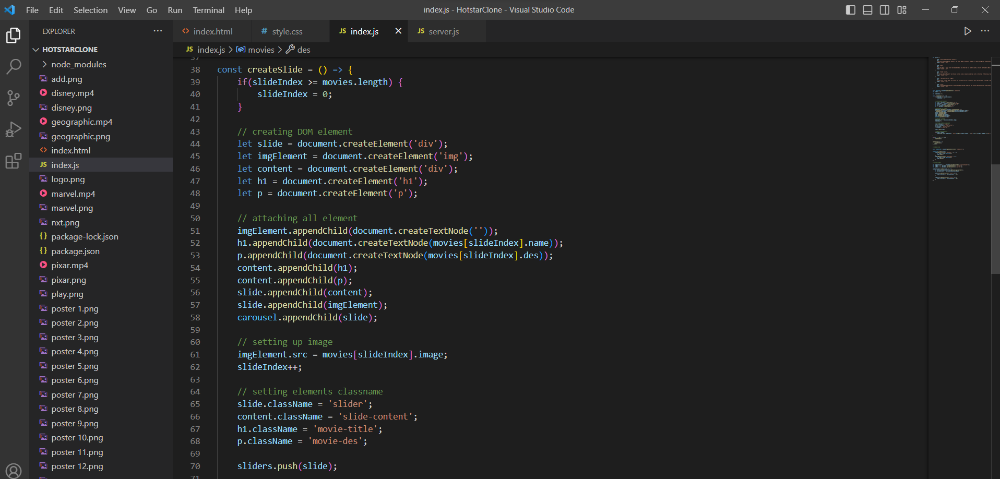 File Edit Selection View Go Run Terminal Help
index.js - HotstarClone - Visual Studio Code
EXPLORER
HOTSTARCLONE
node_modules
add.png
disney.mp4
disney.png
geographic.mp4
geographic.png
index.html
index.js
logo.png
marvel.mp4
marvel.png
nxt.png
package-lock.json
package.json
pixar.mp4
pixar.png
play.png
poster 1.png
poster 2.png
poster 3.png
poster 4.png
poster 5.png
poster 6.png
poster 7.png
poster 8.png
poster 9.png
poster 10.png
poster 11.png
poster 12.png
index.html # style.css JS index.js JS server.js
JS index.js > movies > des
37
38 const createSlide = () => {
39 if(slideIndex >= movies.length) {
40 slideIndex = 0;
41 }
42
43 // creating DOM element
44 let slide = document.createElement('div');
45 let imgElement = document.createElement('img');
46 let content = document.createElement('div');
47 let h1 = document.createElement('h1');
48 let p = document.createElement('p');
49
50 // attaching all element
51 imgElement.appendChild(document.createTextNode(''));
52 h1.appendChild(document.createTextNode(movies[slideIndex].name));
53 p.appendChild(document.createTextNode(movies[slideIndex].des));
54 content.appendChild(h1);
55 content.appendChild(p);
56 slide.appendChild(content);
57 slide.appendChild(imgElement);
58 carousel.appendChild(slide);
59
60 // setting up image
61 imgElement.src = movies[slideIndex].image;
62 slideIndex++;
63
64 // setting elements classname
65 slide.className = 'slider';
66 content.className = 'slide-content';
67 h1.className = 'movie-title';
68 p.className = 'movie-des';
69
70 sliders.push(slide);
71